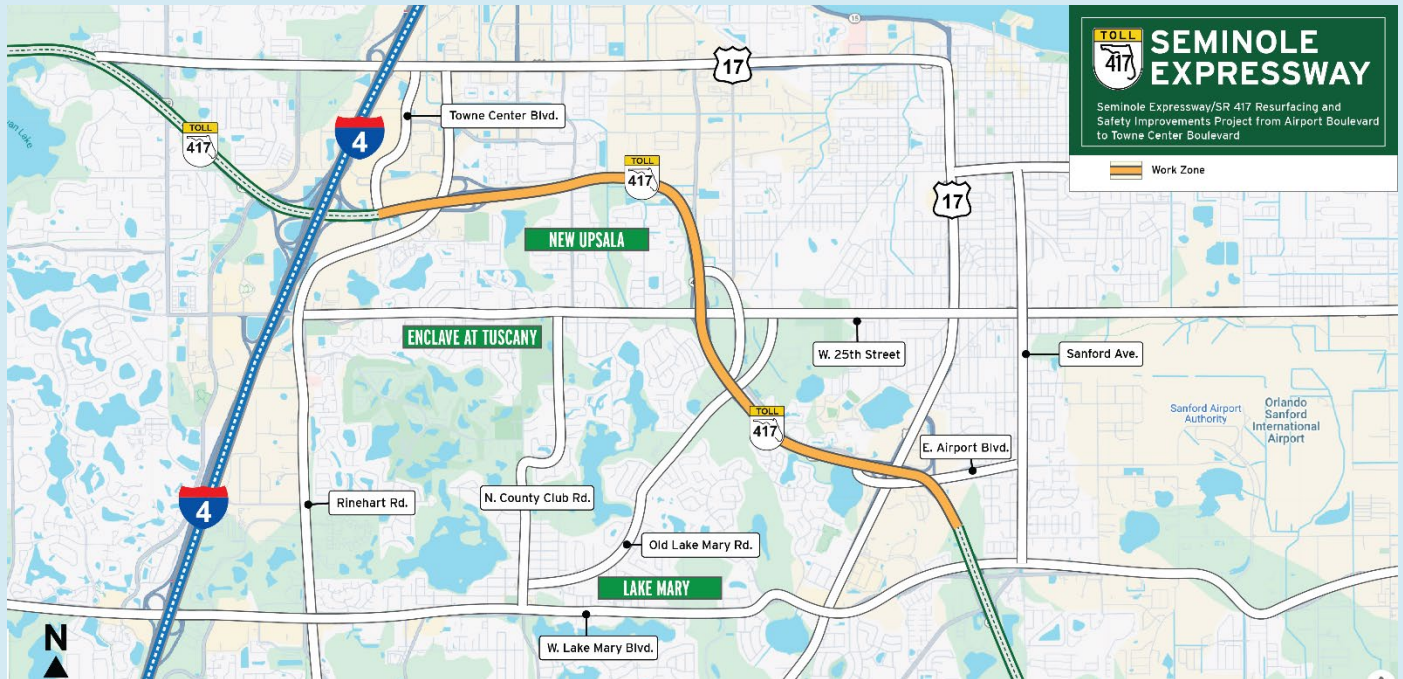 TOLL
417
SEMINOLE
EXPRESSWAY
Seminole Expressway/SR 417 Resurfacing and
Safety Improvements Project from Airport Boulevard
to Towne Center Boulevard
Work Zone
15
17
Towne Center Blvd.
4
TOLL
417
TOLL
417
17
NEW UPSALA
ENCLAVE AT TUSCANY
W. 25th Street
Sanford Ave.
TOLL
417
Sanford Airport
Authority
Orlando
Sanford
International
Airport
E. Airport Blvd.
4
Rinehart Rd.
N. County Club Rd.
Old Lake Mary Rd.
LAKE MARY
W. Lake Mary Blvd.
N